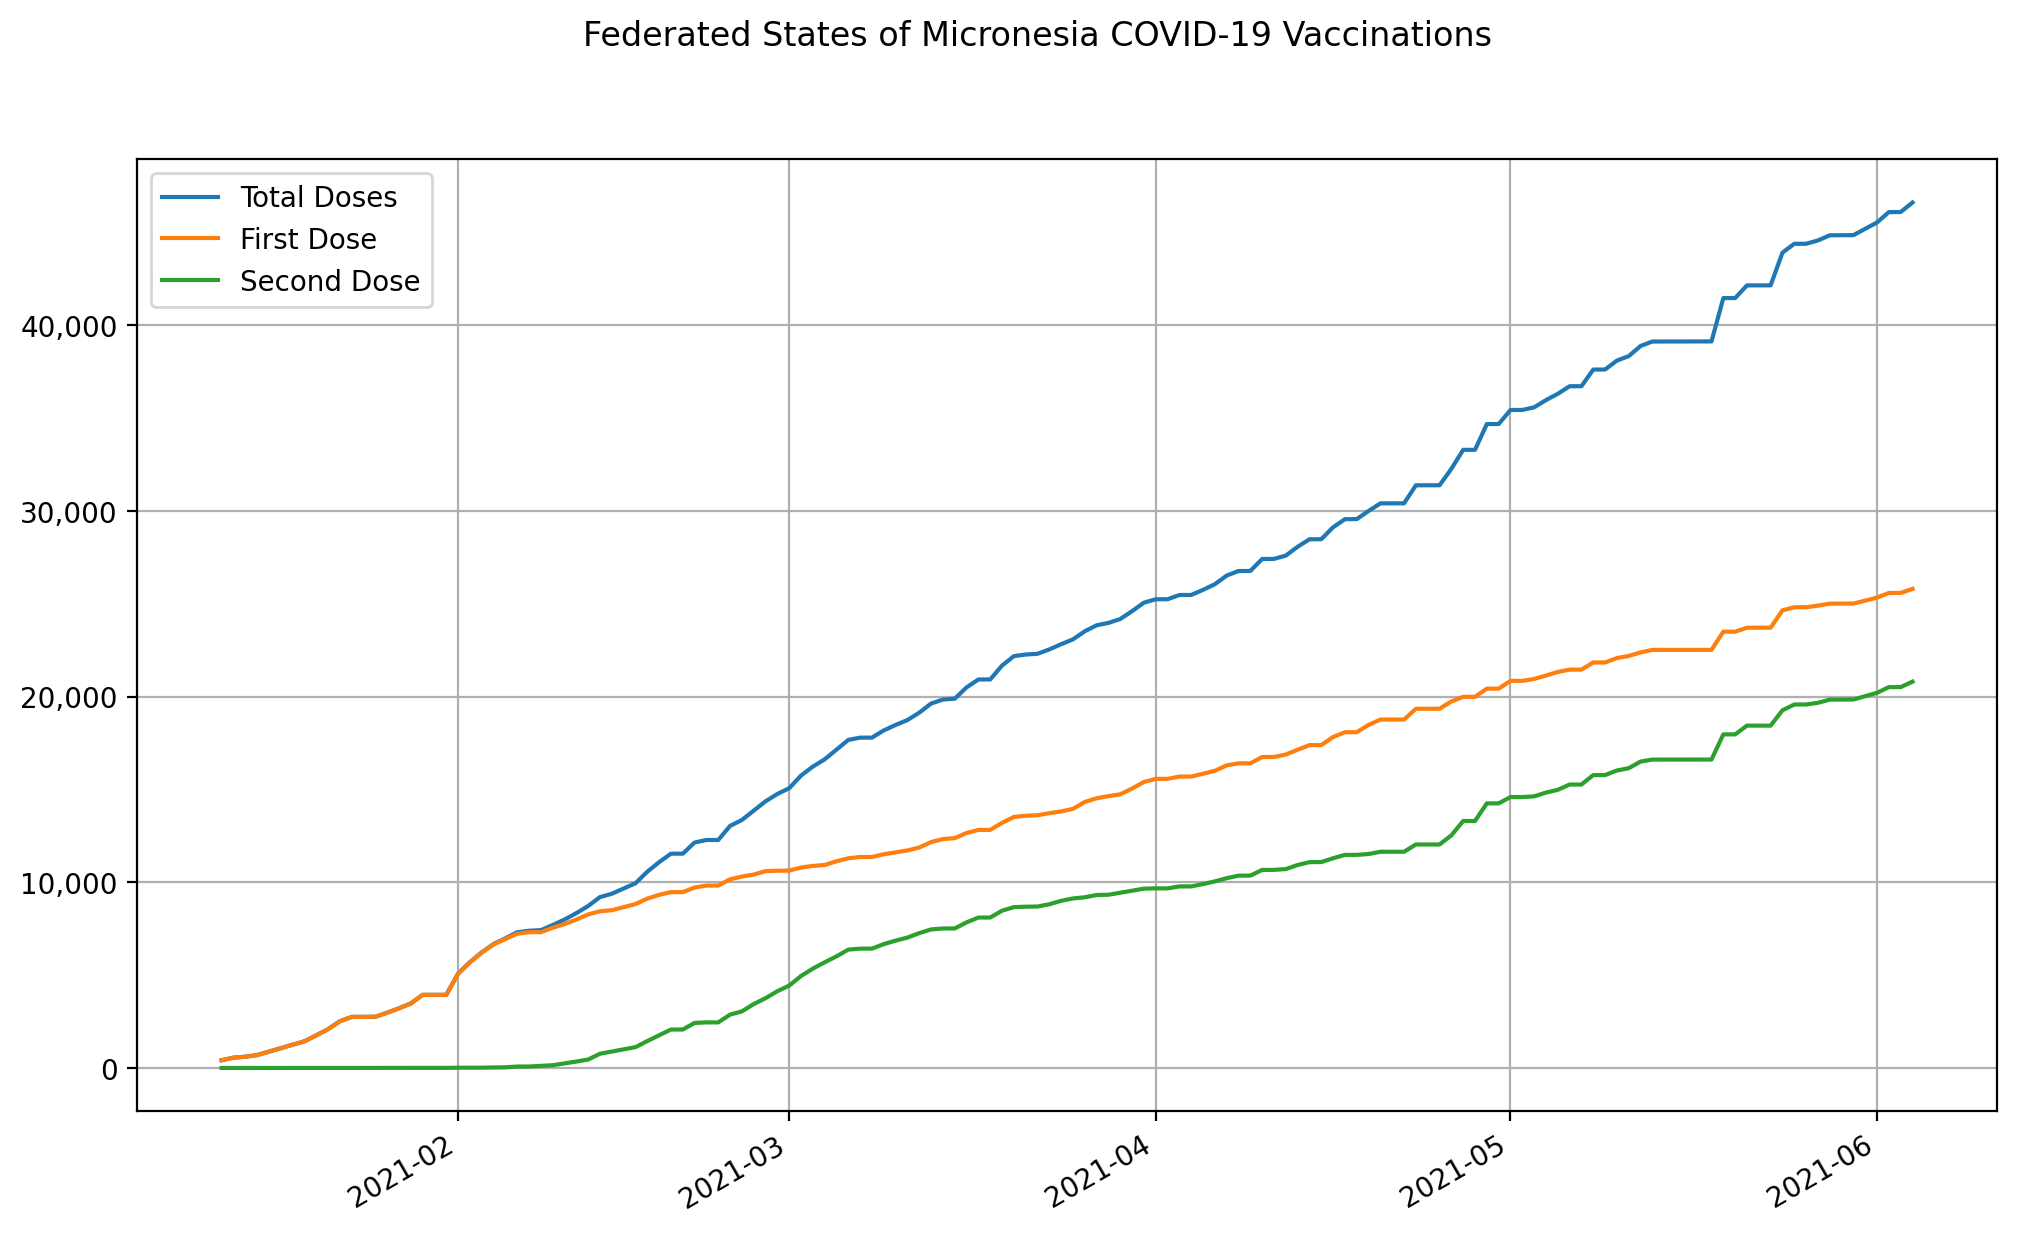 Federated States of Micronesia COVID-19 Vaccinations
Total Doses
First Dose
Second Dose
40,000
30,000
20,000
10,000
0
2021-02
2021-03
2021-04
2021-05
2021-06